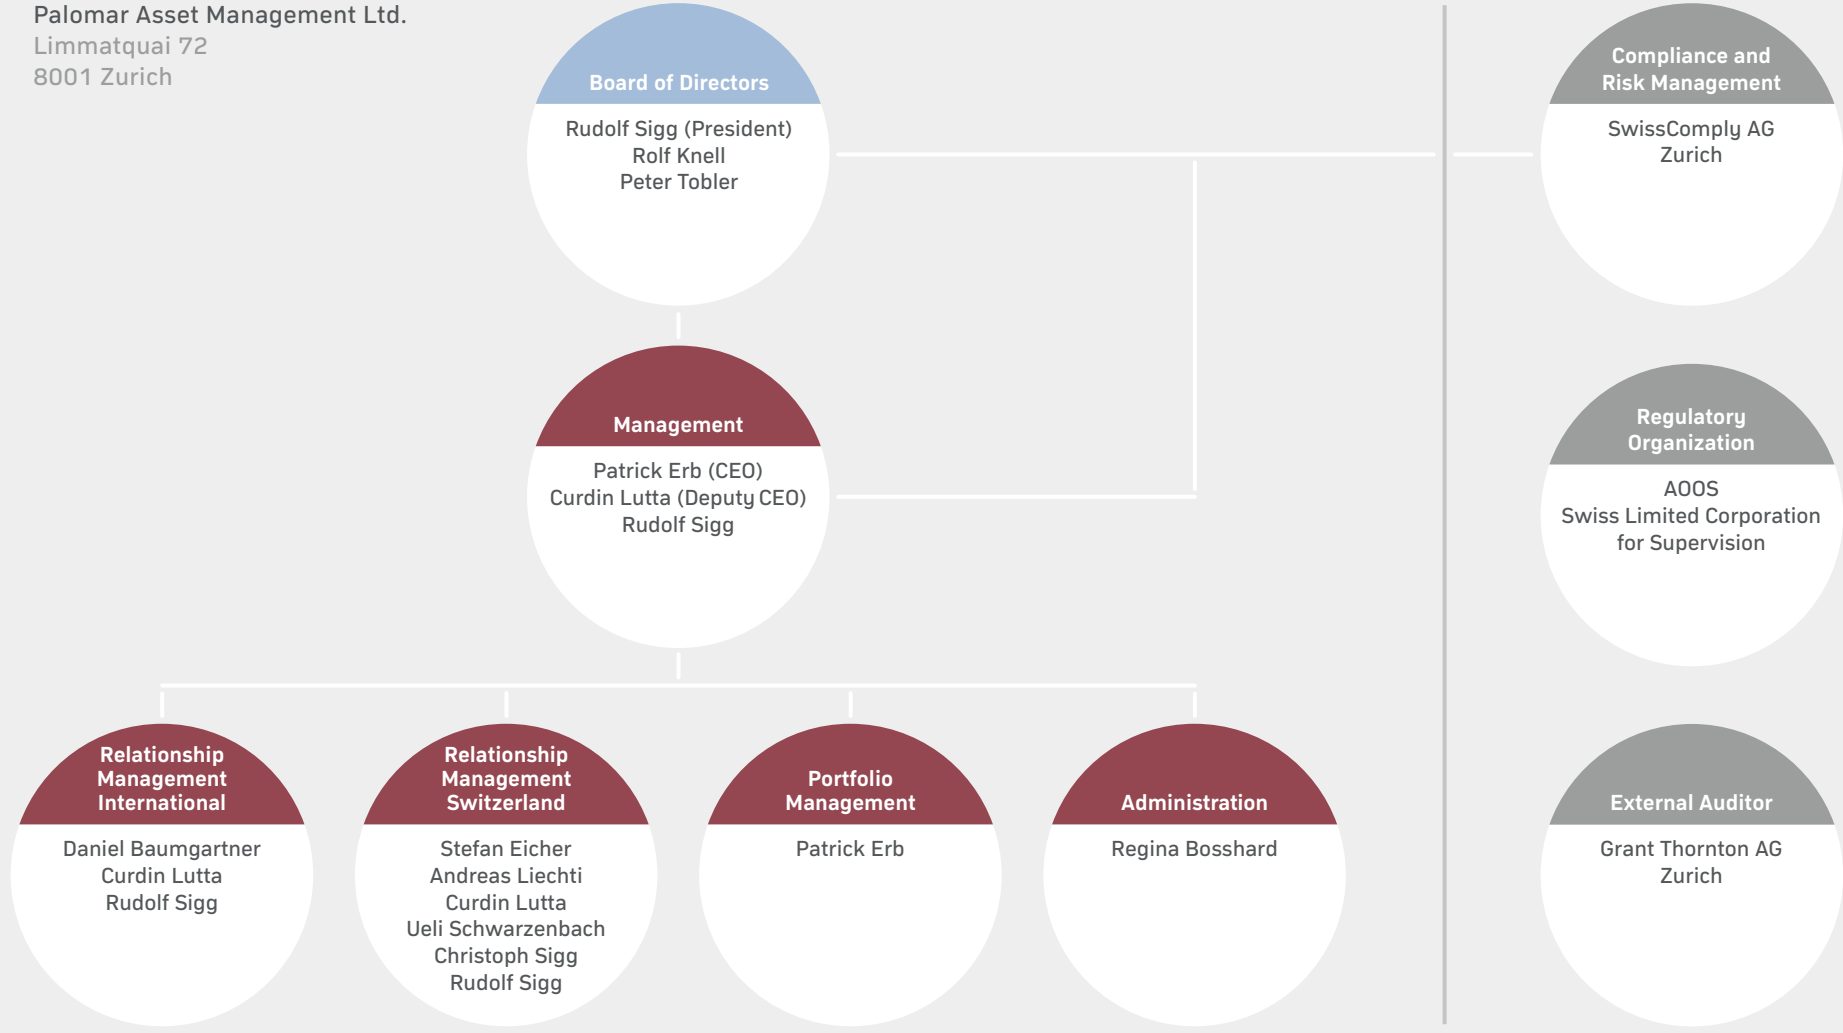 Palomar Asset Management Ltd.
Limmatquai 72
8001 Zurich
Board of Directors
Rudolf Sigg (President)
Rolf Knell
Peter Tobler
Compliance and
Risk Management
SwissComply AG
Zurich
Management
Patrick Erb (CEO)
Curdin Lutta (Deputy CEO)
Rudolf Sigg
Regulatory
Organization
AOOS
Swiss Limited Corporation
for Supervision
Relationship
Management
International
Daniel Baumgartner
Curdin Lutta
Rudolf Sigg
Relationship
Management
Switzerland
Stefan Eicher
Andreas Liechti
Curdin Lutta
Ueli Schwarzenbach
Christoph Sigg
Rudolf Sigg
Portfolio
Management
Patrick Erb
Administration
Regina Bosshard
External Auditor
Grant Thornton AG
Zurich